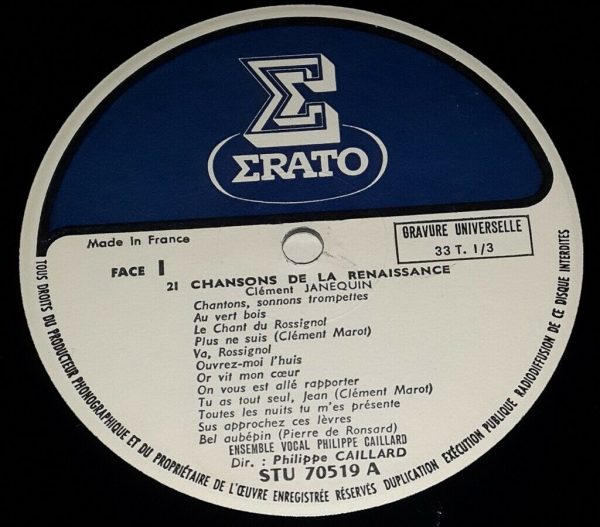 Σ
ΣRATO
Made In France
GRAVURE UNIVERSELLE
33 T. 1/3
FACE 1
21 CHANSONS DE LA RENAISSANCE
Clément JANEQUIN
Chantons, sonnons trompettes
Au vert bois
Le Chant du Rossignol
Plus ne suis (Clément Marot)
Va, Rossignol
Ouvrez-moi l'huis
Or vit mon cœur
On vous est allé rapporter
Tu as tout seul, Jean (Clément Marot)
Toutes les nuits tu m'es présente
Sus approchez ces lèvres
Bel aubépin (Pierre de Ronsard)
ENSEMBLE VOCAL PHILIPPE CAILLARD
Dir. : Philippe CAILLARD
STU 70519 A
TOUS DROITS DU PRODUCTEUR PHONOGRAPHIQUE ET DU PROPRIÉTAIRE DE L'ŒUVRE ENREGISTRÉE RÉSERVÉS DUPLICATION EXÉCUTION PUBLIQUE RADIODIFFUSION DE CE DISQUE INTERDITES